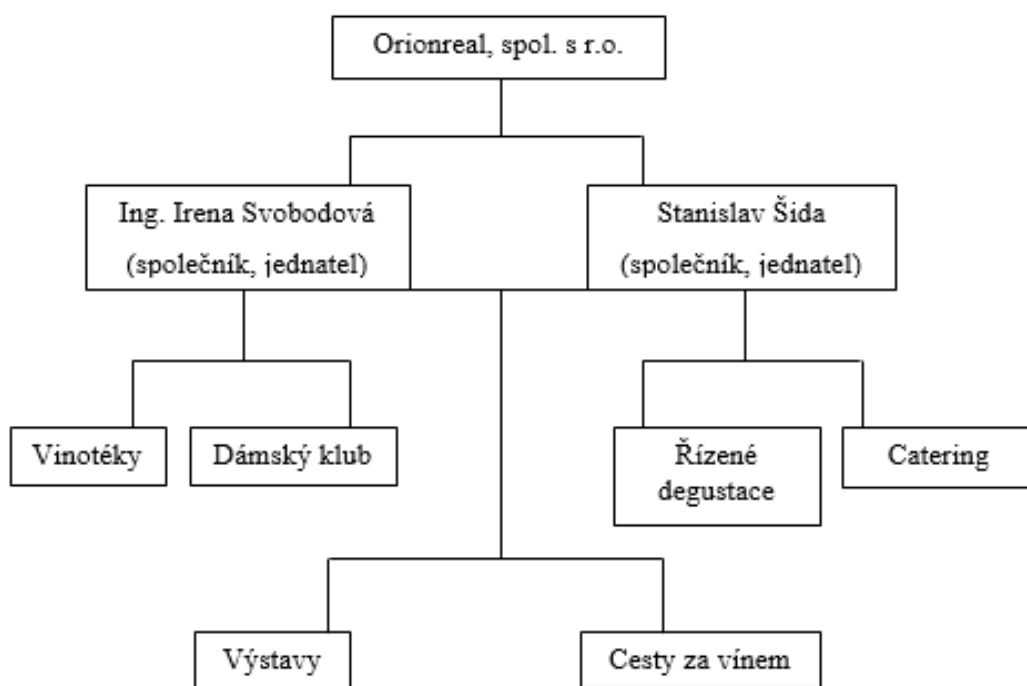 Orionreal, spol. s r.o.
Ing. Irena Svobodová
(společník, jednatel)
Stanislav Šida
(společník, jednatel)
Vinotéky
Dámský klub
Řízené
degustace
Catering
Výstavy
Cesty za vínem